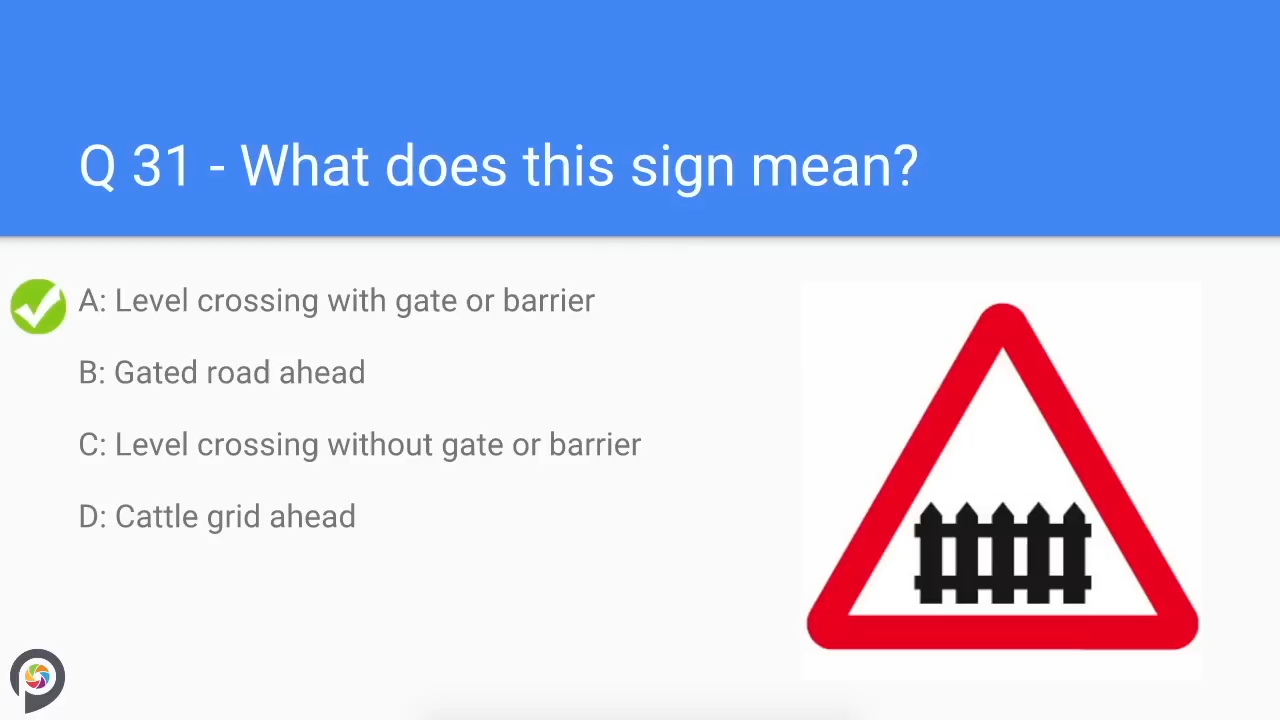 Q 31 - What does this sign mean?
A: Level crossing with gate or barrier
B: Gated road ahead
C: Level crossing without gate or barrier
D: Cattle grid ahead